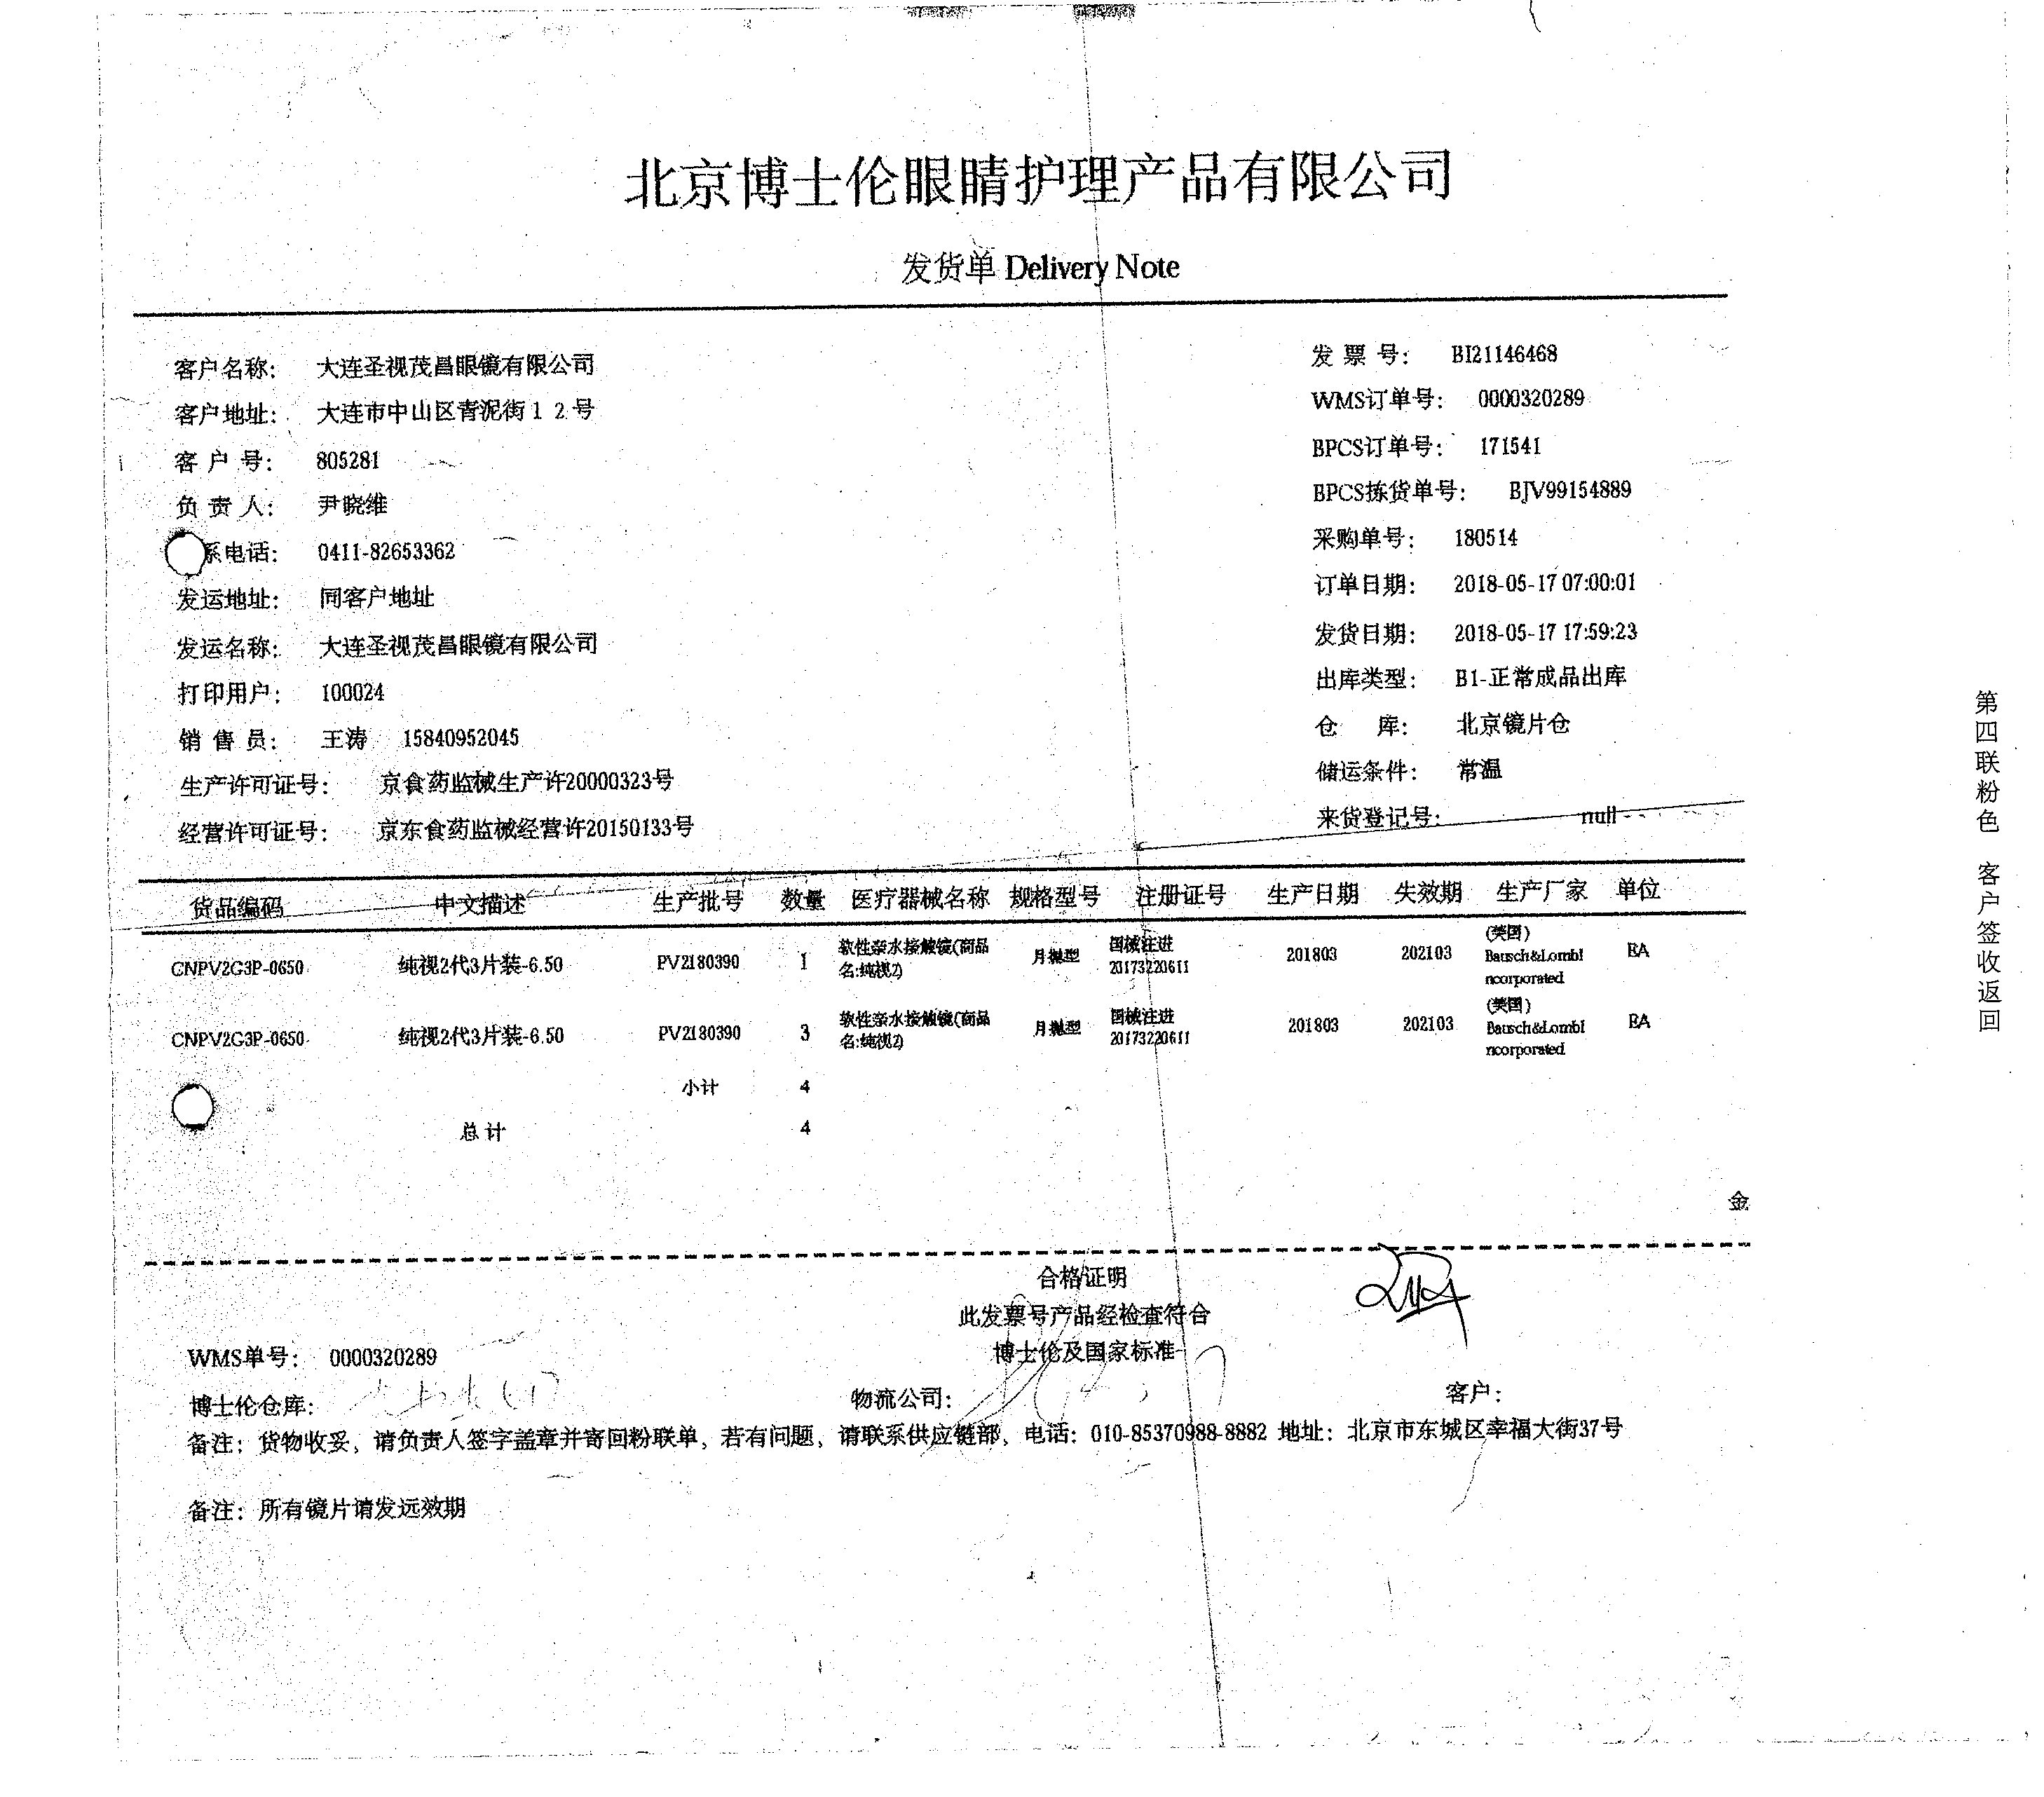 北京博士伦眼睛护理产品有限公司
发货单 Delivery Note
客户名称： 大连圣视茂昌眼镜有限公司
发 票 号： BI21146468
客户地址： 大连市中山区青泥街１２号
WMS订单号： 0000320289
客 户 号： 805281
BPCS订单号： 171541
负 责 人： 尹晓维
BPCS拣货单号： BJV99154889
系电话： 0411-82653362
采购单号： 180514
发运地址： 同客户地址
订单日期： 2018-05-17 07:00:01
发运名称： 大连圣视茂昌眼镜有限公司
发货日期： 2018-05-17 17:59:23
打印用户： 100024
出库类型： B1-正常成品出库
销 售 员： 王涛 15840952045
仓 库： 北京镜片仓
生产许可证号： 京食药监械生产许20000323号
储运条件： 常温
经营许可证号： 京东食药监械经营许20150133号
来货登记号： null
货品编码 中文描述 生产批号 数量 医疗器械名称 规格型号 注册证号 生产日期 失效期 生产厂家 单位
CNPV2G3P-0650 纯视2代3片装-6.50 PV2180390 1 软性亲水接触镜(商品名:纯视2) 月抛型 国械注进20173220611 201803 202103 (美国) Bausch&LombIncorporated EA
CNPV2G3P-0650 纯视2代3片装-6.50 PV2180390 3 软性亲水接触镜(商品名:纯视2) 月抛型 国械注进20173220611 201803 202103 (美国) Bausch&LombIncorporated EA
小计 4
总计 4
金
合格证明
此发票号产品经检查符合
博士伦及国家标准
WMS单号： 0000320289
博士伦仓库：
物流公司：
客户：
备注：货物收妥，请负责人签字盖章并寄回粉联单，若有问题，请联系供应链部，电话：010-85370988-8882 地址：北京市东城区幸福大街37号
备注：所有镜片请发远效期
第四联粉色 客户签收返回